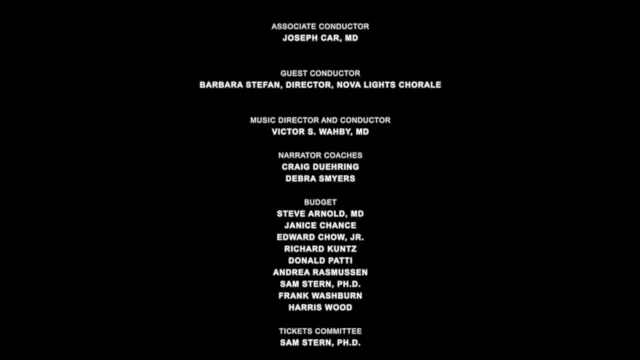 ASSOCIATE CONDUCTOR
JOSEPH CAR, MD
GUEST CONDUCTOR
BARBARA STEFAN, DIRECTOR, NOVA LIGHTS CHORALE
MUSIC DIRECTOR AND CONDUCTOR
VICTOR S. WAHBY, MD
NARRATOR COACHES
CRAIG DUEHRING
DEBRA SMYERS
BUDGET
STEVE ARNOLD, MD
JANICE CHANCE
EDWARD CHOW, JR.
RICHARD KUNTZ
DONALD PATTI
ANDREA RASMUSSEN
SAM STERN, PH.D.
FRANK WASHBURN
HARRIS WOOD
TICKETS COMMITTEE
SAM STERN, PH.D.